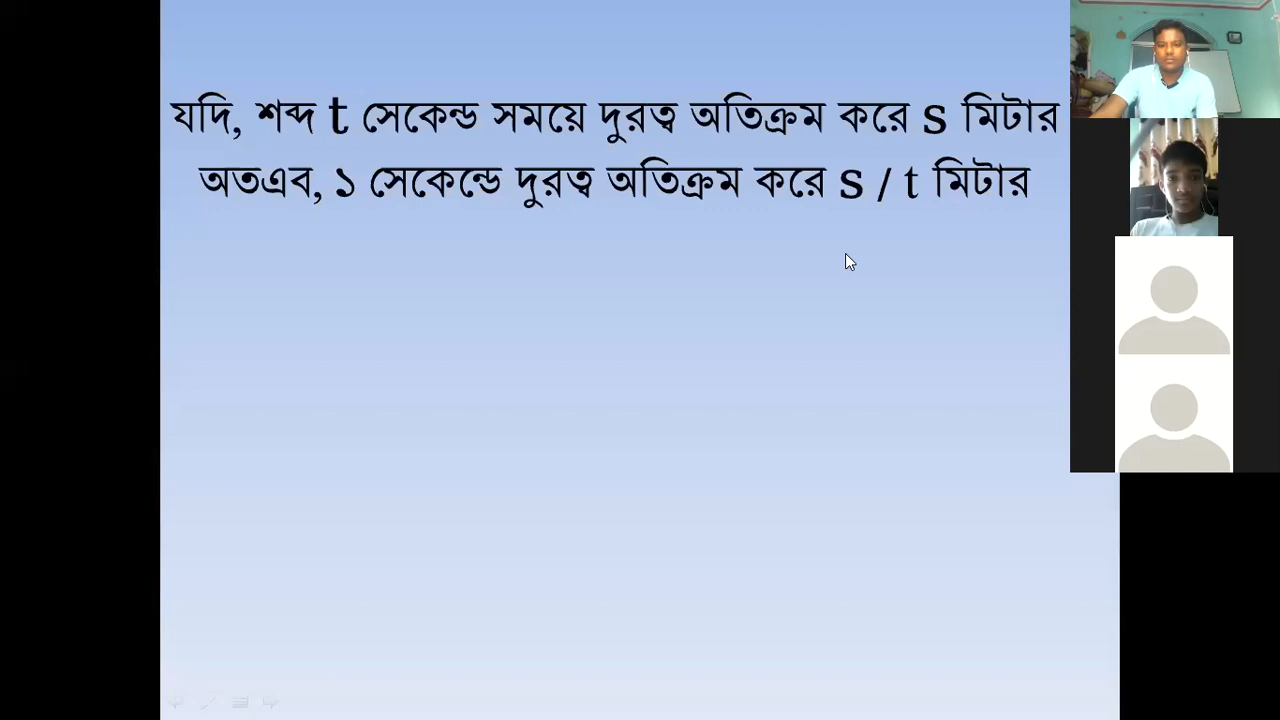 যদি, শব্দ t সেকেন্ড সময়ে দুরত্ব অতিক্রম করে s মিটার
অতএব, ১ সেকেন্ডে দুরত্ব অতিক্রম করে s / t মিটার